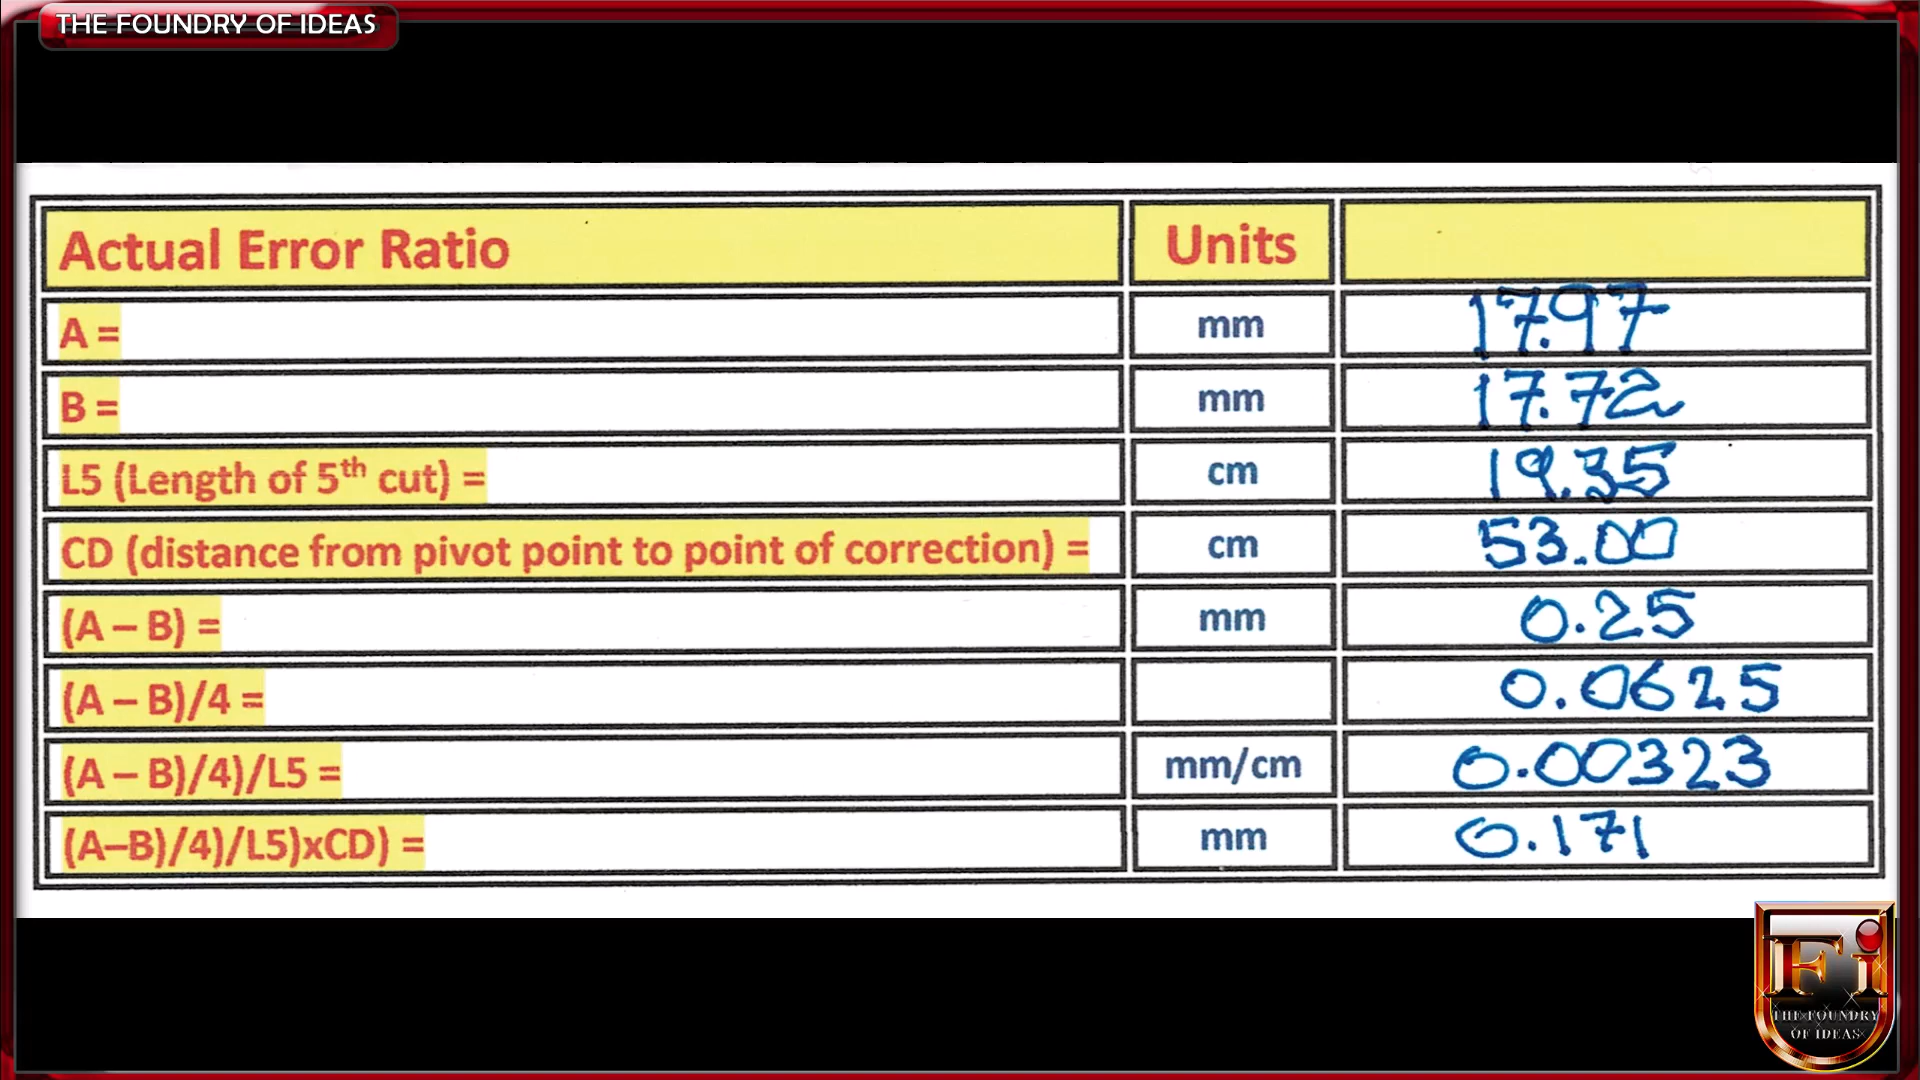 THE FOUNDRY OF IDEAS
Actual Error Ratio Units
A = mm 17.97
B = mm 17.72
L5 (Length of 5th cut) = cm 19.35
CD (distance from pivot point to point of correction) = cm 53.00
(A – B) = mm 0.25
(A – B)/4 = 0.0625
(A – B)/4)/L5 = mm/cm 0.00323
(A–B)/4)/L5)xCD) = mm 0.171
Fi
THE FOUNDRY
OF IDEAS